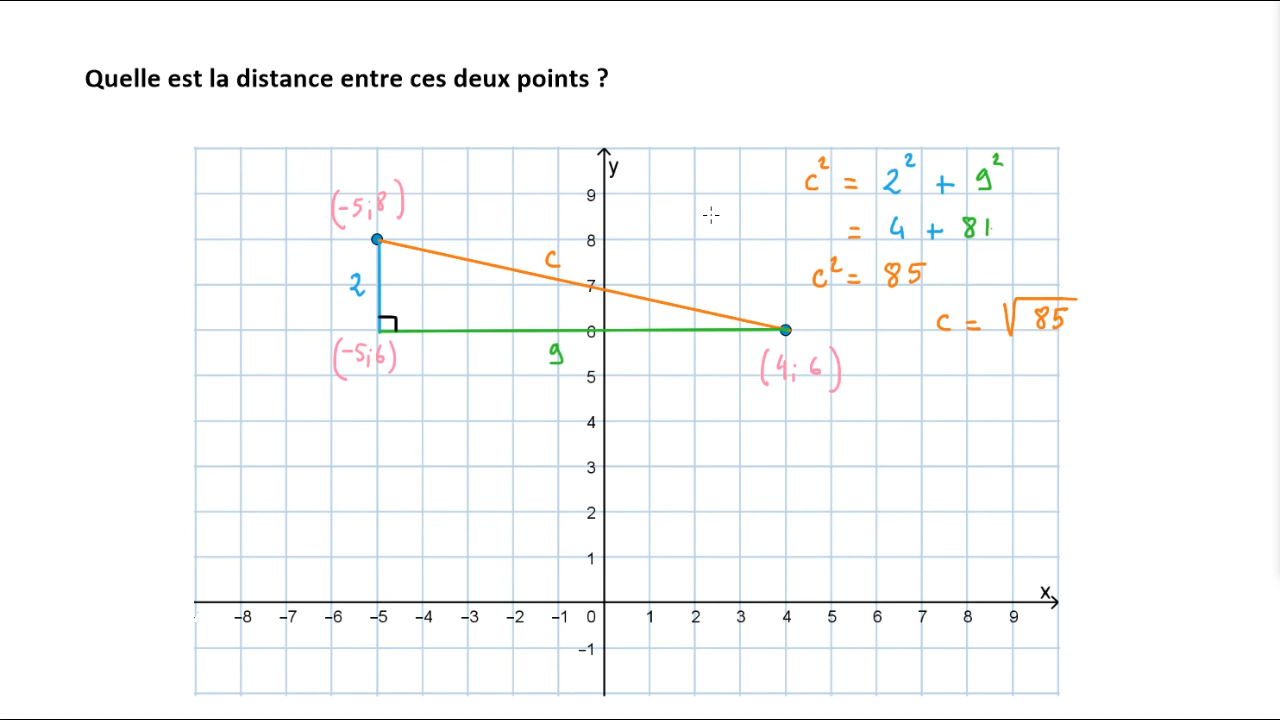 Quelle est la distance entre ces deux points ?
y
(-5;8)
c² = 2² + 9²
= 4 + 81
c² = 85
c = √85
c
2
(-5;6)
9
(4;6)
9
8
7
6
5
4
3
2
1
x
−8 −7 −6 −5 −4 −3 −2 −1 0 1 2 3 4 5 6 7 8 9
−1